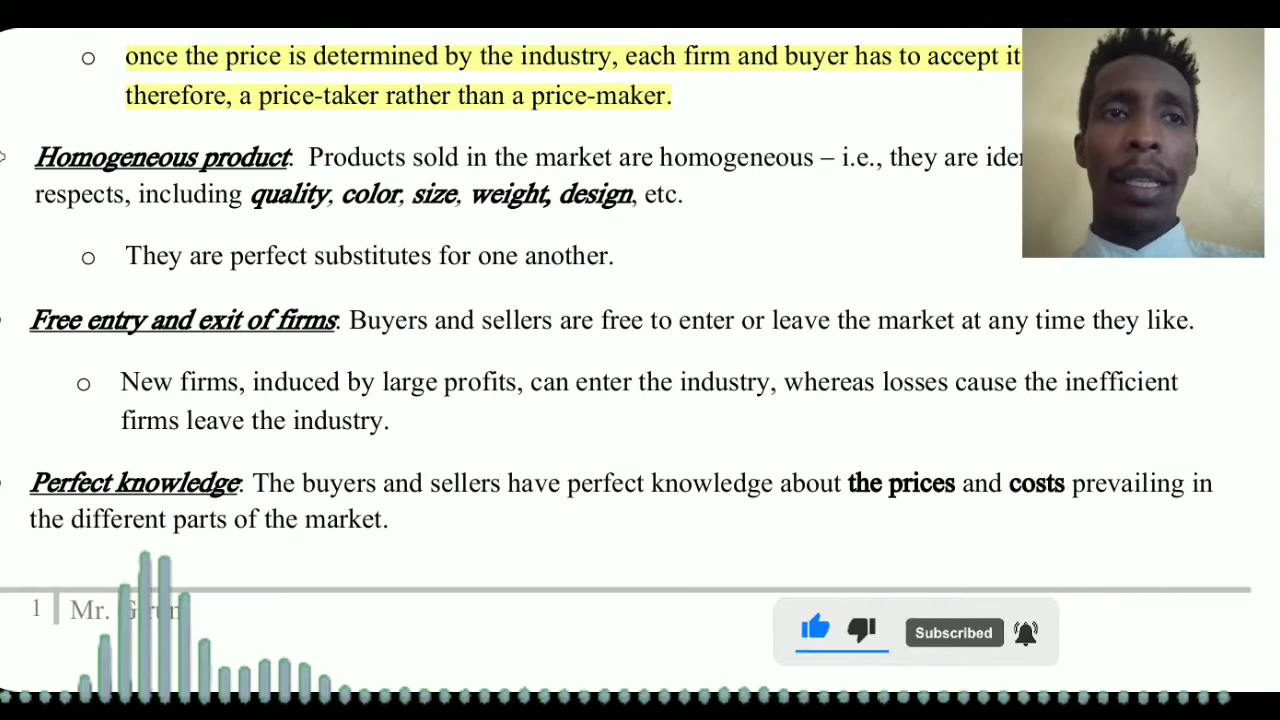 o once the price is determined by the industry, each firm and buyer has to accept it
therefore, a price-taker rather than a price-maker.
Homogeneous product: Products sold in the market are homogeneous – i.e., they are
respects, including quality, color, size, weight, design, etc.
o They are perfect substitutes for one another.
Free entry and exit of firms: Buyers and sellers are free to enter or leave the market at any time they like.
o New firms, induced by large profits, can enter the industry, whereas losses cause the inefficient
firms leave the industry.
Perfect knowledge: The buyers and sellers have perfect knowledge about the prices and costs prevailing in
the different parts of the market.
1 Mr.
Subscribed